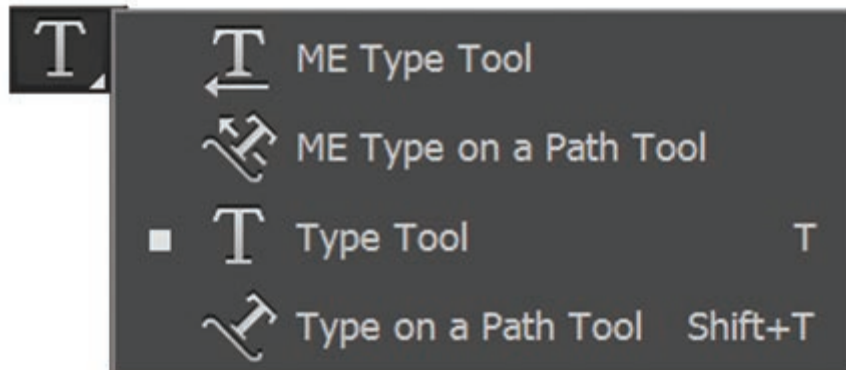 T
ME Type Tool
ME Type on a Path Tool
Type Tool T
Type on a Path Tool Shift+T